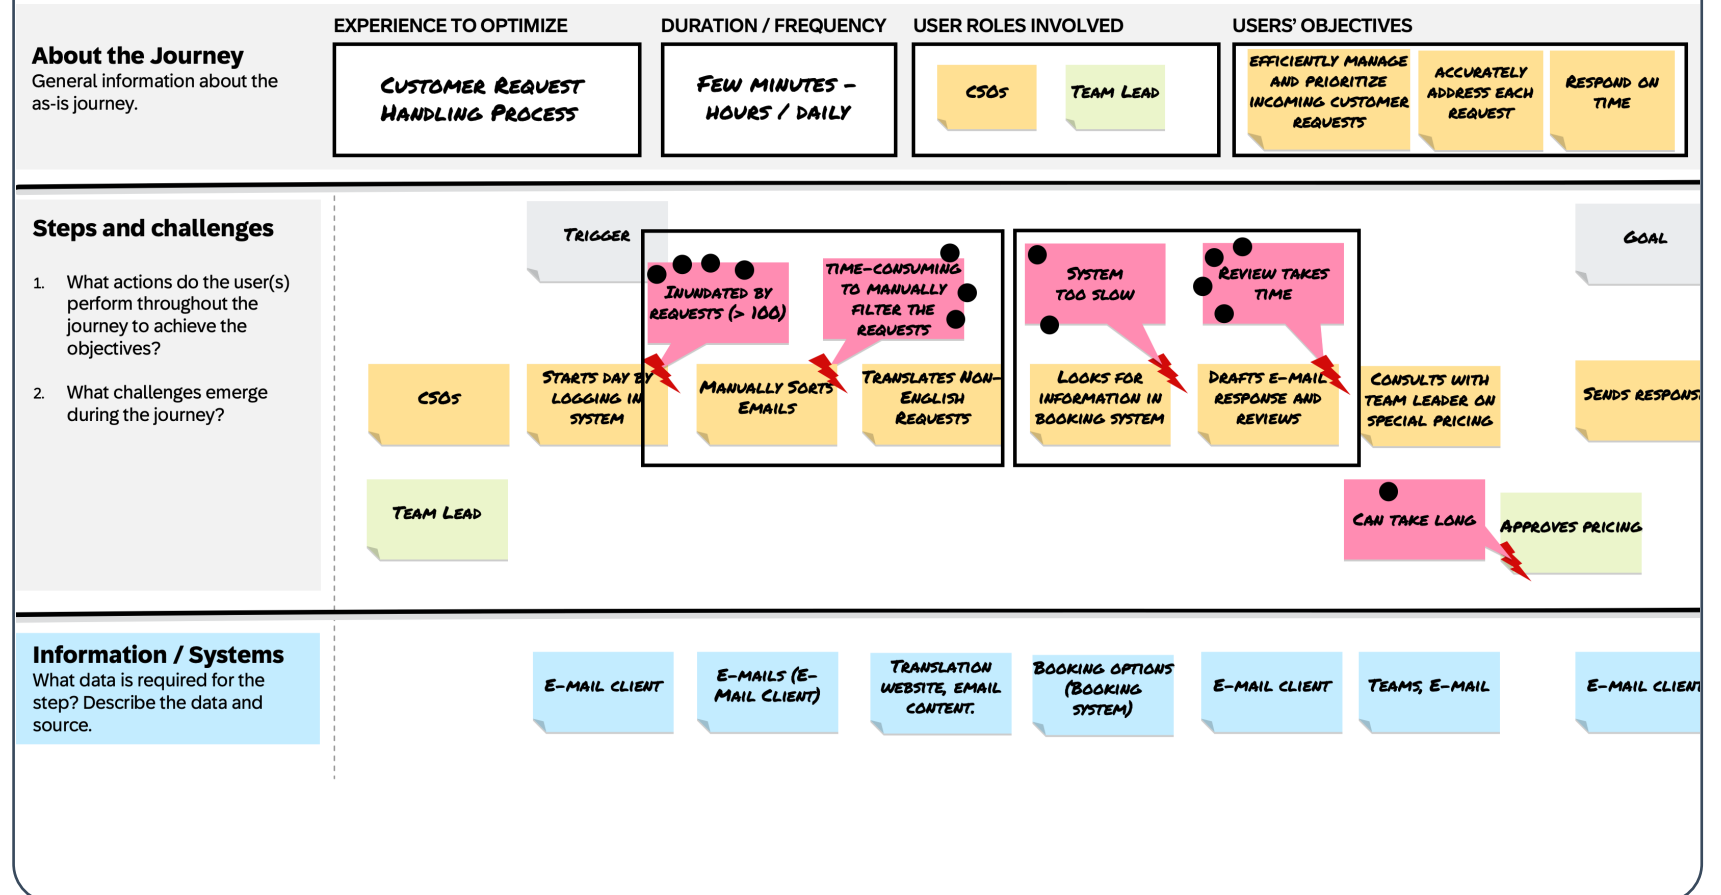 EXPERIENCE TO OPTIMIZE
DURATION / FREQUENCY
USER ROLES INVOLVED
USERS' OBJECTIVES
About the Journey
General information about the
as-is journey.
CUSTOMER REQUEST
HANDLING PROCESS
FEW MINUTES –
HOURS / DAILY
CSOs
TEAM LEAD
EFFICIENTLY MANAGE
AND PRIORITIZE
INCOMING CUSTOMER
REQUESTS
ACCURATELY
ADDRESS EACH
REQUEST
RESPOND ON
TIME
Steps and challenges
1. What actions do the user(s)
perform throughout the
journey to achieve the
objectives?
2. What challenges emerge
during the journey?
TRIGGER
INUNDATED BY
REQUESTS (> 100)
TIME-CONSUMING
TO MANUALLY
FILTER THE
REQUESTS
SYSTEM
TOO SLOW
REVIEW TAKES
TIME
GOAL
CSOs
STARTS DAY BY
LOGGING IN
SYSTEM
MANUALLY SORTS
EMAILS
TRANSLATES NON-
ENGLISH
REQUESTS
LOOKS FOR
INFORMATION IN
BOOKING SYSTEM
DRAFTS E-MAIL
RESPONSE AND
REVIEWS
CONSULTS WITH
TEAM LEADER ON
SPECIAL PRICING
SENDS RESPONS
TEAM LEAD
CAN TAKE LONG
APPROVES PRICING
Information / Systems
What data is required for the
step? Describe the data and
source.
E-MAIL CLIENT
E-MAILS (E-
MAIL CLIENT)
TRANSLATION
WEBSITE, EMAIL
CONTENT.
BOOKING OPTIONS
(BOOKING
SYSTEM)
E-MAIL CLIENT
TEAMS, E-MAIL
E-MAIL CLIENT